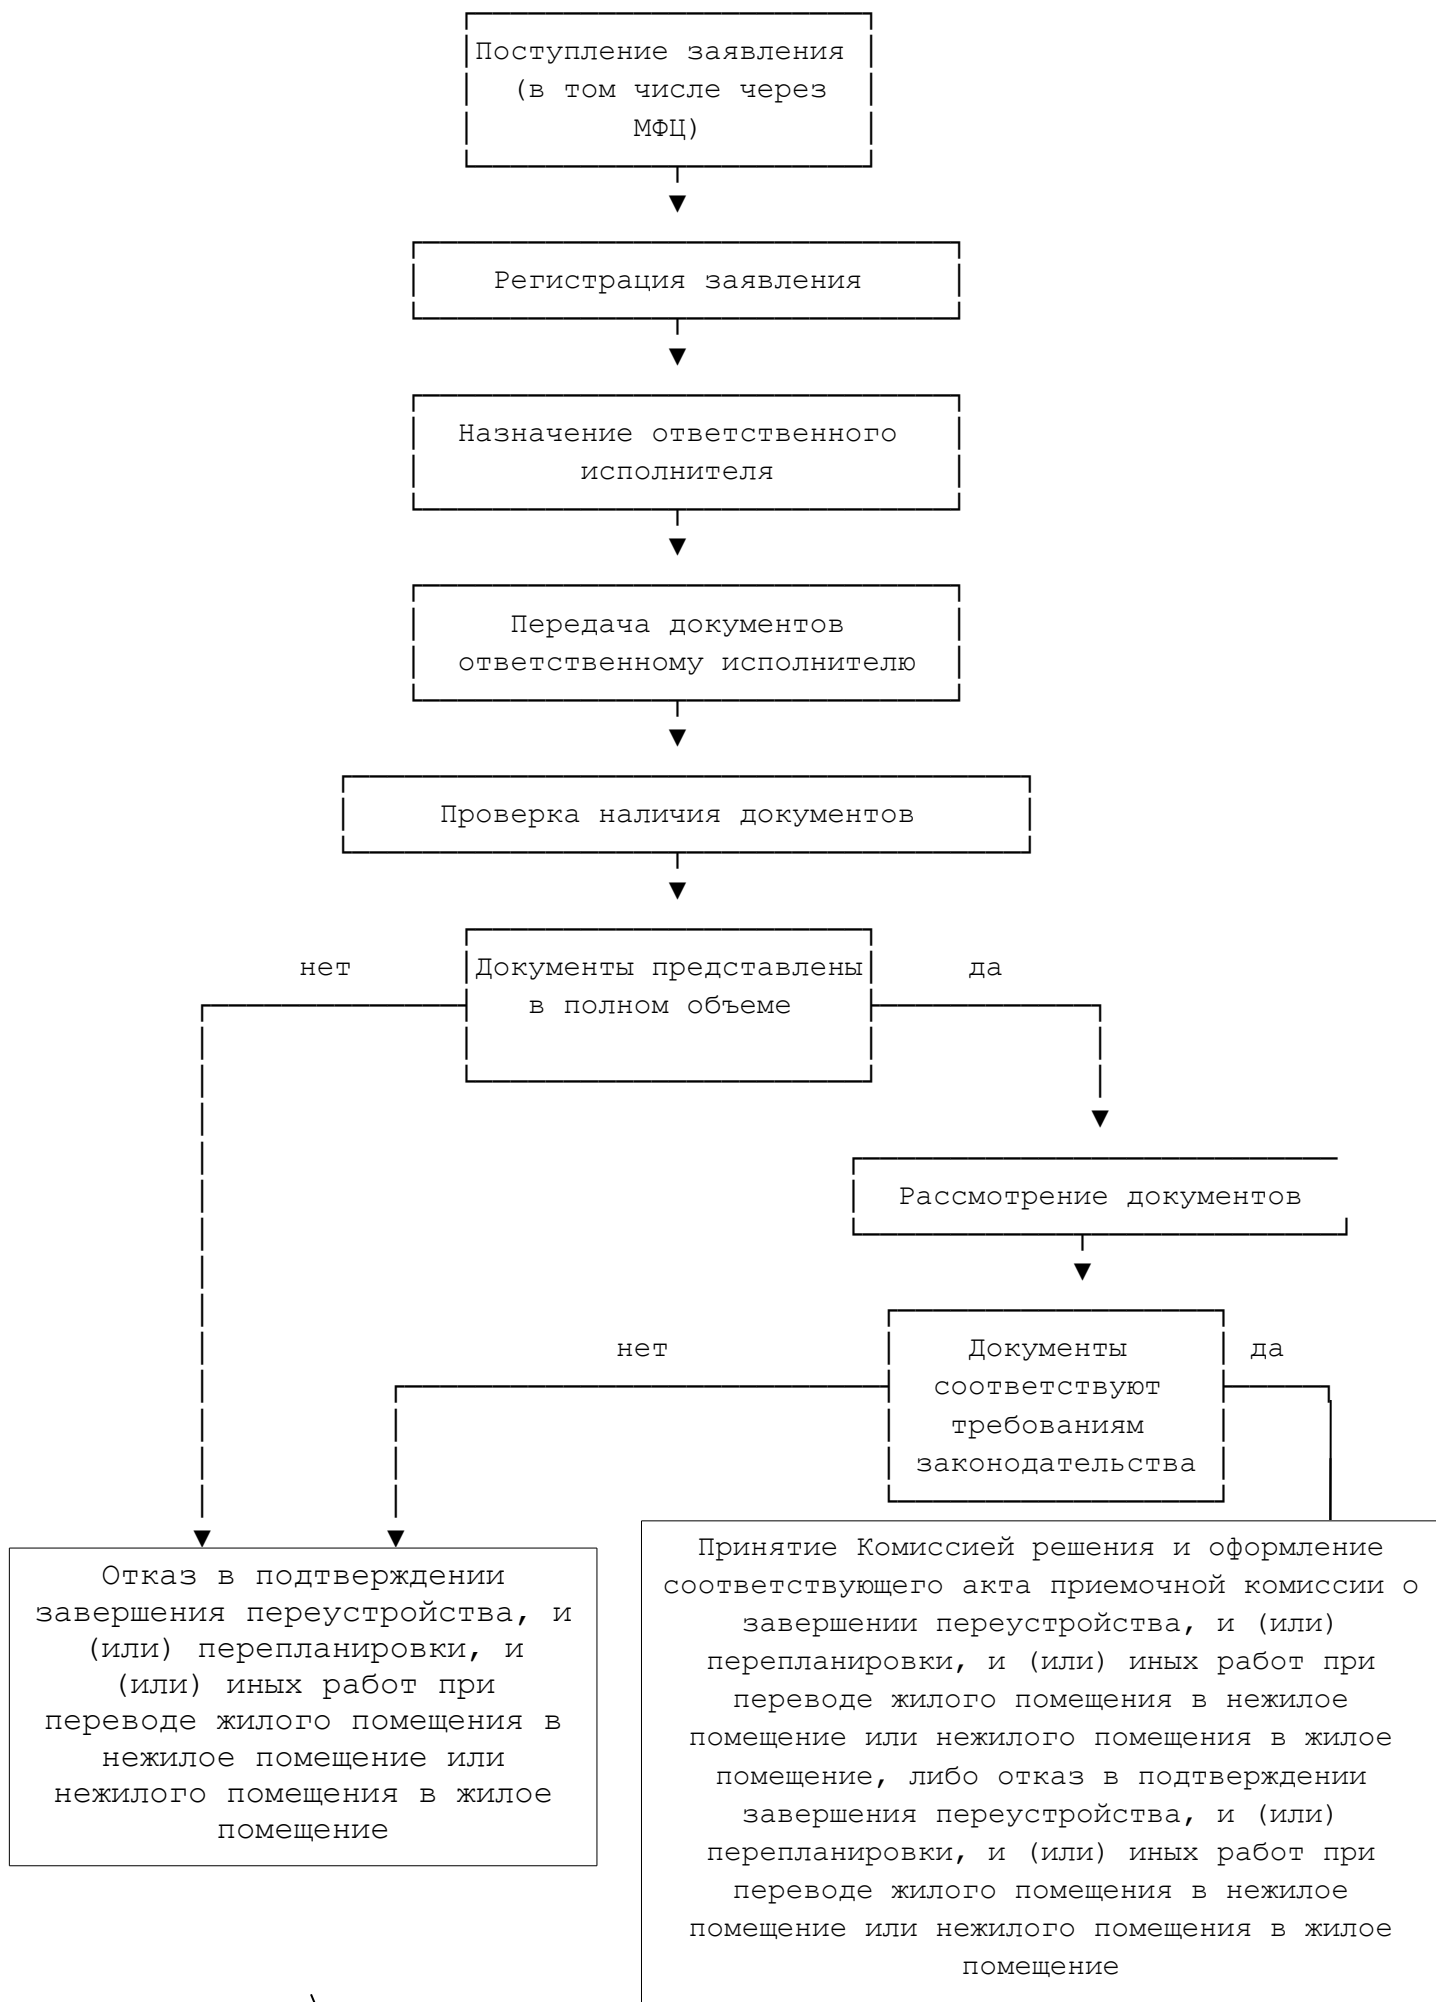 Поступление заявления
(в том числе через
МФЦ)
Регистрация заявления
Назначение ответственного
исполнителя
Передача документов
ответственному исполнителю
Проверка наличия документов
нет
Документы представлены
в полном объеме
да
Рассмотрение документов
нет
Документы
соответствуют
требованиям
законодательства
да
Отказ в подтверждении
завершения переустройства, и
(или) перепланировки, и
(или) иных работ при
переводе жилого помещения в
нежилое помещение или
нежилого помещения в жилое
помещение
Принятие Комиссией решения и оформление
соответствующего акта приемочной комиссии о
завершении переустройства, и (или)
перепланировки, и (или) иных работ при
переводе жилого помещения в нежилое
помещение или нежилого помещения в жилое
помещение, либо отказ в подтверждении
завершения переустройства, и (или)
перепланировки, и (или) иных работ при
переводе жилого помещения в нежилое
помещение или нежилого помещения в жилое
помещение